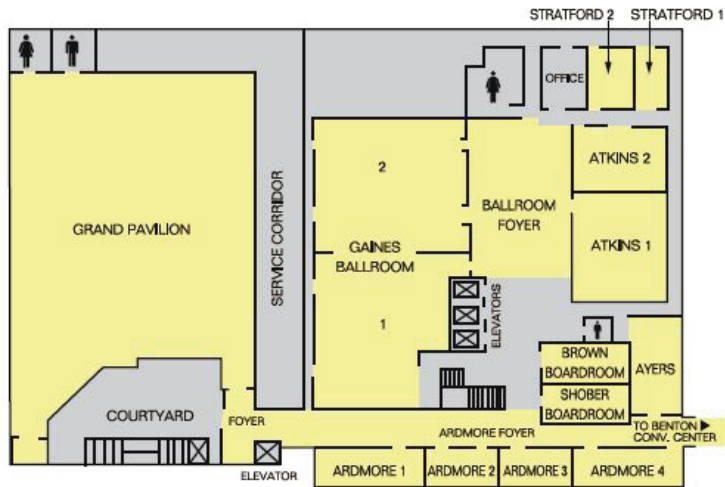 STRATFORD 2
STRATFORD 1
OFFICE
ATKINS 2
2
BALLROOM
FOYER
GRAND PAVILION
SERVICE CORRIDOR
GAINES
BALLROOM
ATKINS 1
1
ELEVATORS
BROWN
BOARDROOM
AYERS
SHOBER
BOARDROOM
COURTYARD
FOYER
ARDMORE FOYER
TO BENTON
CONV. CENTER
ELEVATOR
ARDMORE 1
ARDMORE 2
ARDMORE 3
ARDMORE 4